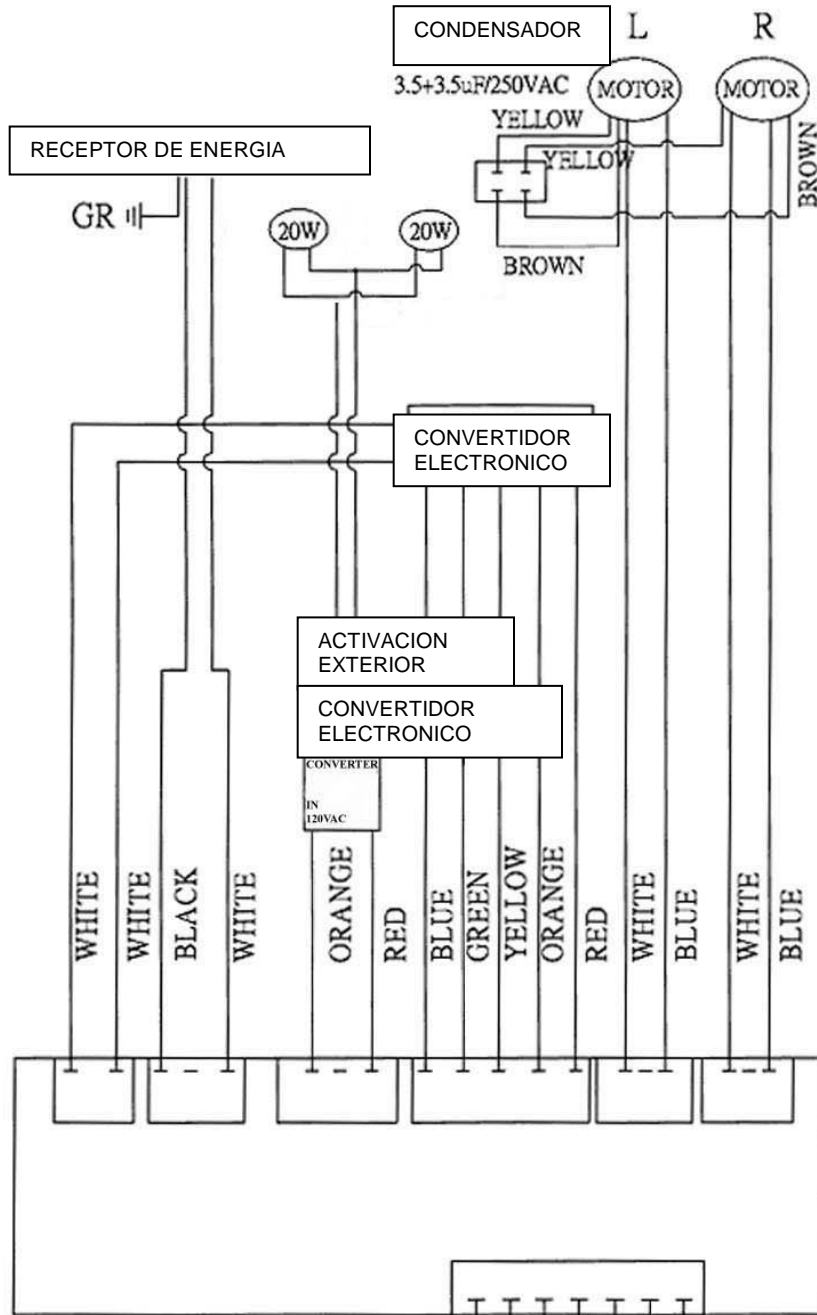 CONDENSADOR
L
R
3.5+3.5uF/250VAC
MOTOR
MOTOR
YELLOW
YELLOW
BROWN
BROWN
RECEPTOR DE ENERGIA
GR
20W
20W
CONVERTIDOR
ELECTRONICO
ACTIVACION
EXTERIOR
CONVERTIDOR
ELECTRONICO
CONVERTER
IN
120VAC
WHITE
WHITE
BLACK
WHITE
ORANGE
RED
BLUE
GREEN
YELLOW
ORANGE
RED
WHITE
BLUE
WHITE
BLUE